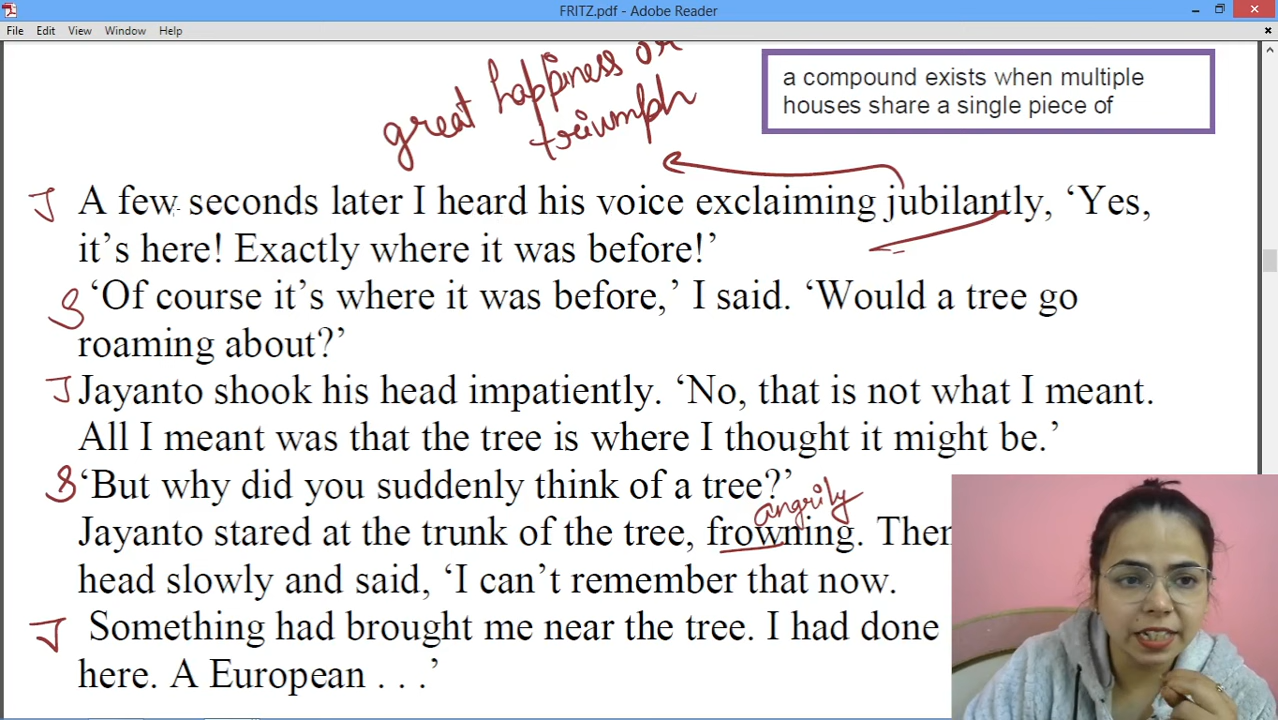 FRITZ.pdf - Adobe Reader
File Edit View Window Help
great happiness or
triumph
a compound exists when multiple
houses share a single piece of
J A few seconds later I heard his voice exclaiming jubilantly, ‘Yes,
it’s here! Exactly where it was before!’
S ‘Of course it’s where it was before,’ I said. ‘Would a tree go
roaming about?’
J Jayanto shook his head impatiently. ‘No, that is not what I meant.
All I meant was that the tree is where I thought it might be.’
S ‘But why did you suddenly think of a tree?’
angrily
Jayanto stared at the trunk of the tree, frowning. Then
head slowly and said, ‘I can’t remember that now.
J Something had brought me near the tree. I had done
here. A European . . .’